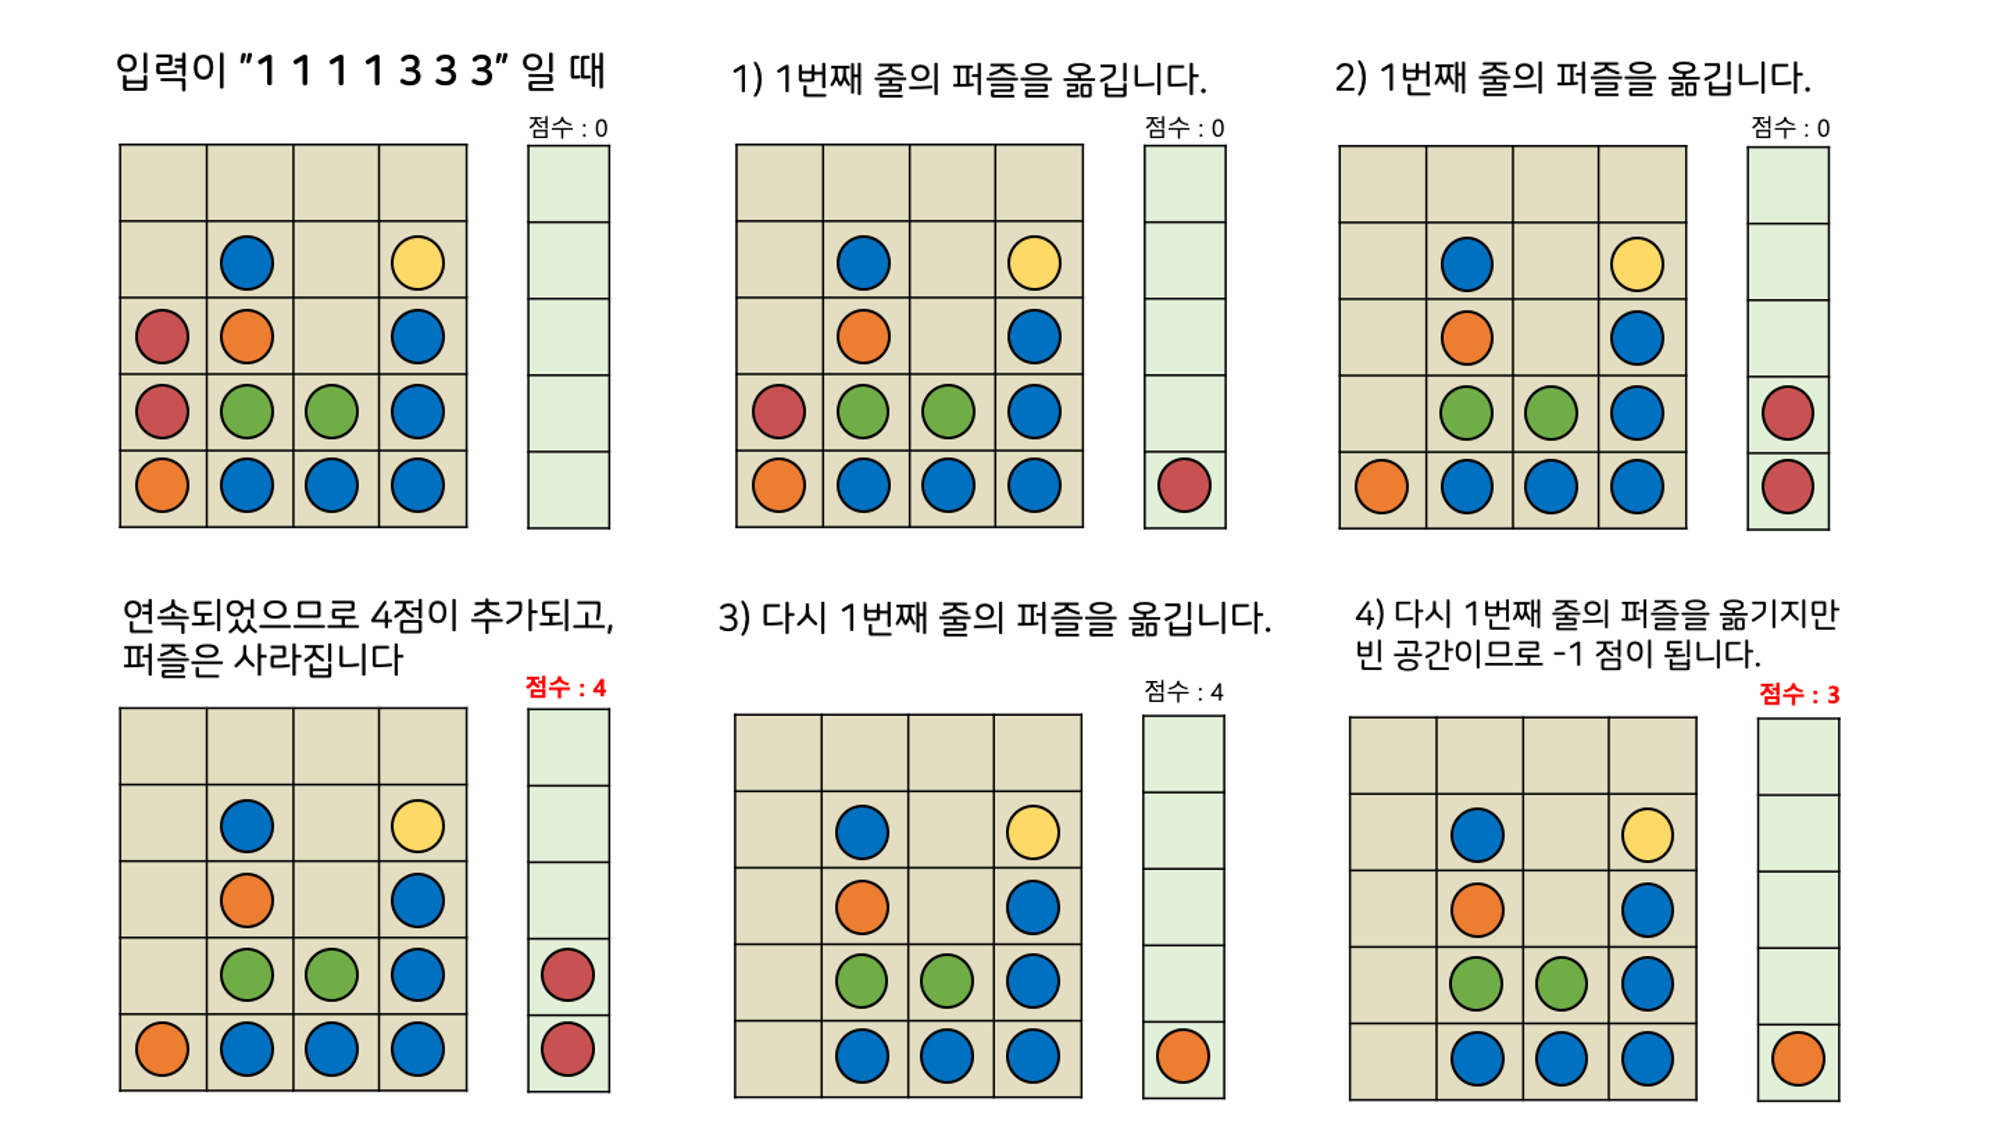 입력이 "1 1 1 1 3 3 3" 일 때
점수 : 0
1) 1번째 줄의 퍼즐을 옮깁니다.
점수 : 0
2) 1번째 줄의 퍼즐을 옮깁니다.
점수 : 0
연속되었으므로 4점이 추가되고,
퍼즐은 사라집니다
점수 : 4
3) 다시 1번째 줄의 퍼즐을 옮깁니다.
점수 : 4
4) 다시 1번째 줄의 퍼즐을 옮기지만
빈 공간이므로 -1 점이 됩니다.
점수 : 3